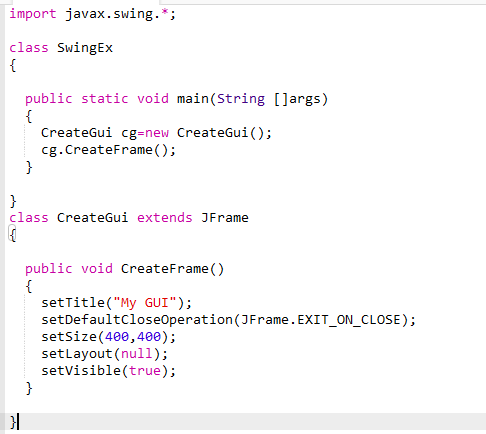 import javax.swing.*;
class SwingEx
{
public static void main(String []args)
{
CreateGui cg=new CreateGui();
cg.CreateFrame();
}
}
class CreateGui extends JFrame
{
public void CreateFrame()
{
setTitle("My GUI");
setDefaultCloseOperation(JFrame.EXIT_ON_CLOSE);
setSize(400,400);
setLayout(null);
setVisible(true);
}
}